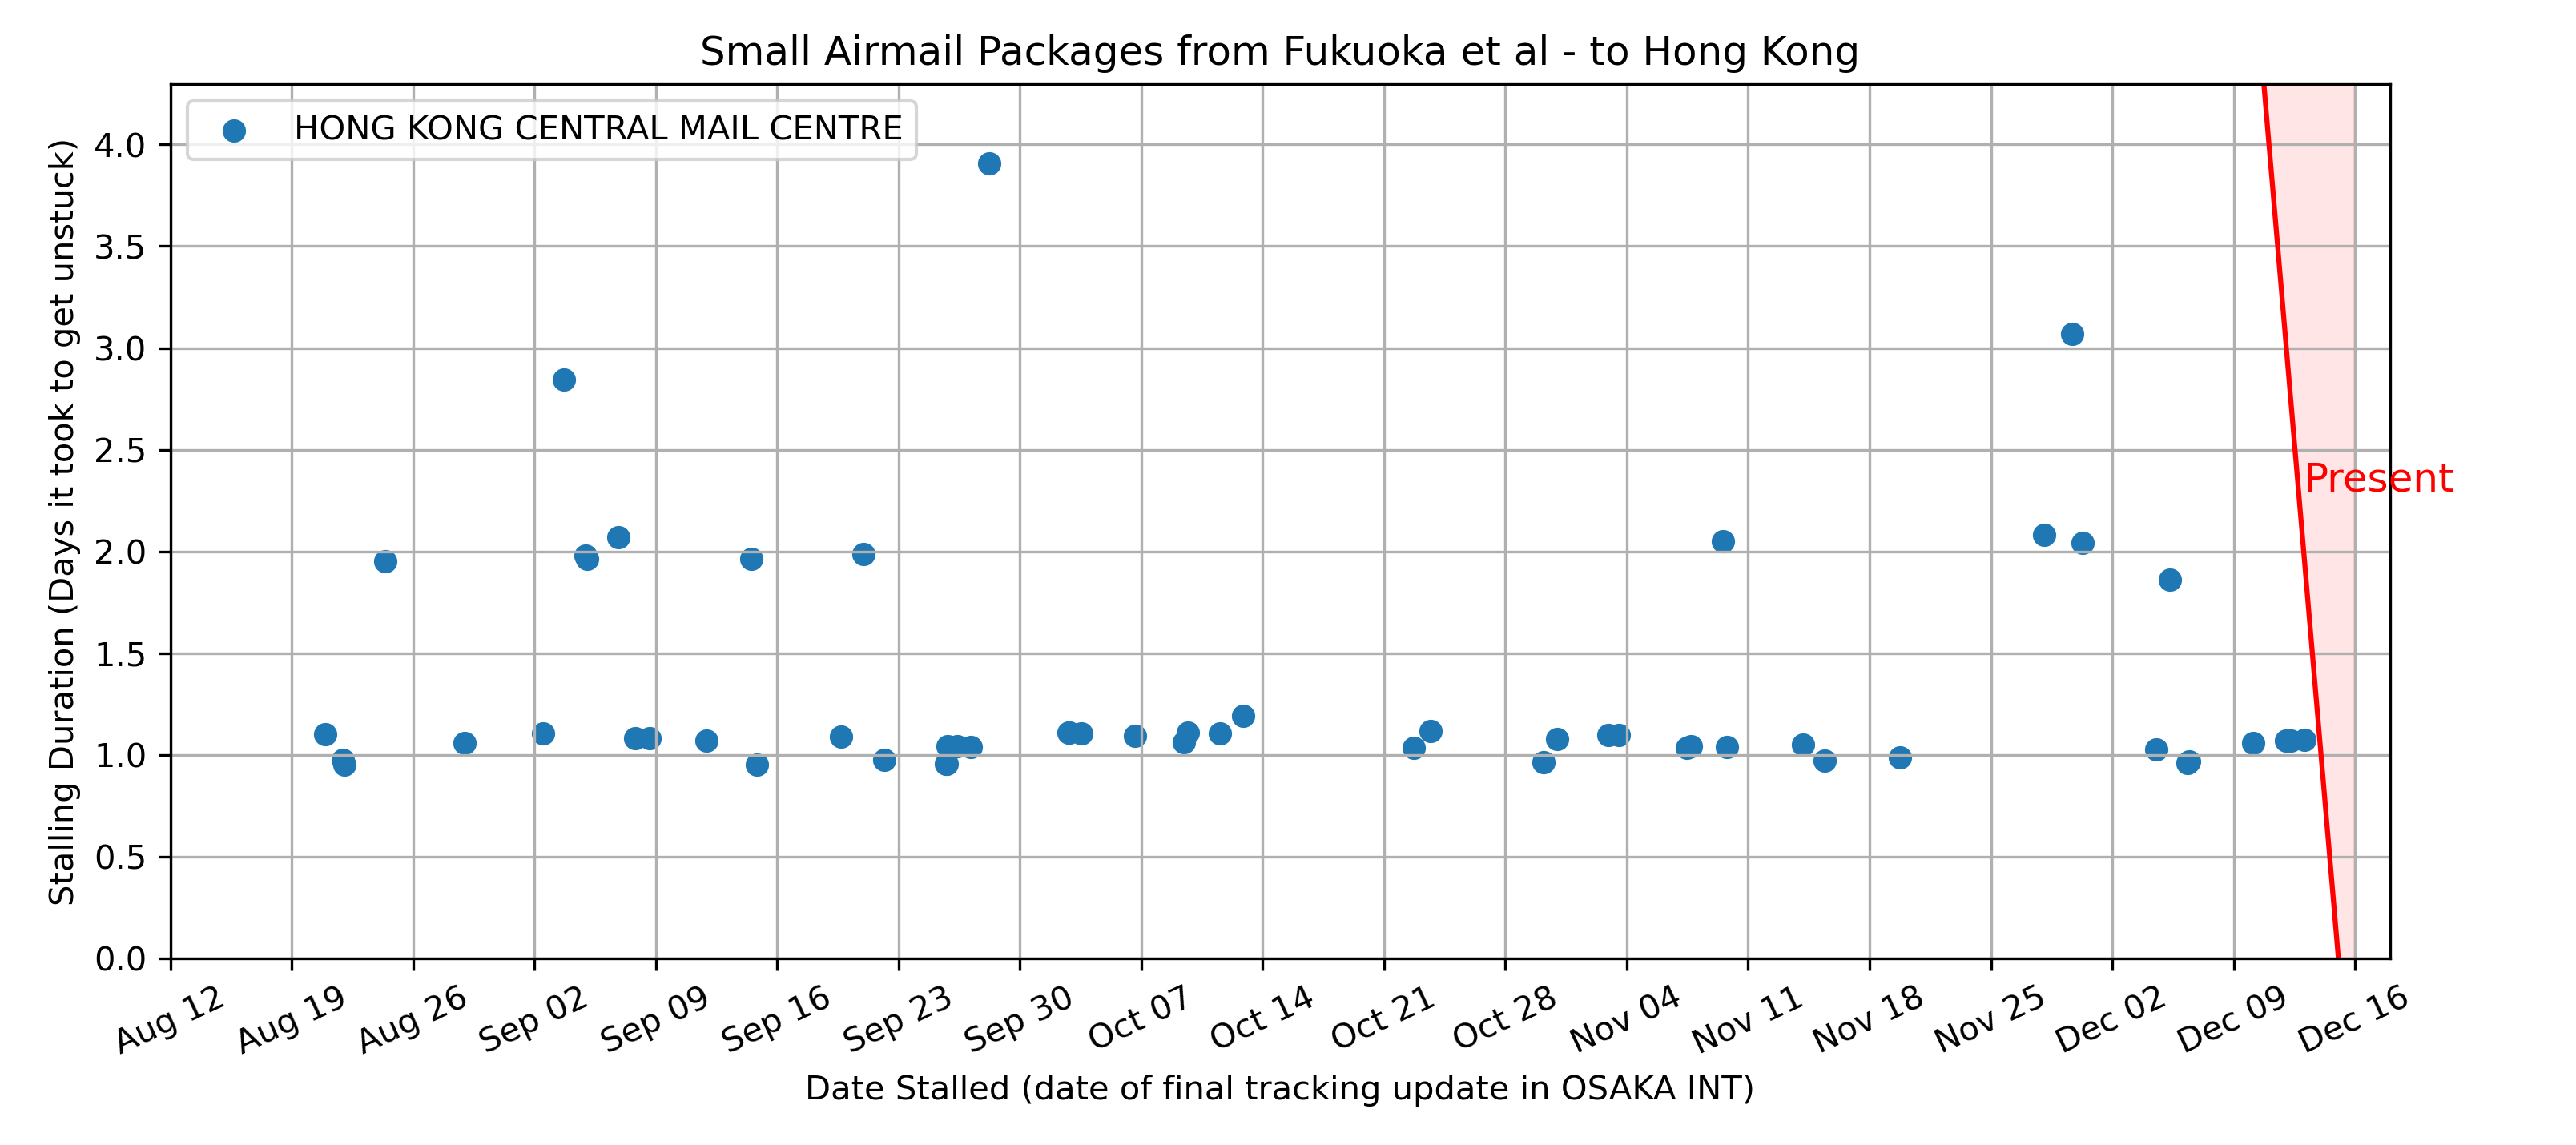 Small Airmail Packages from Fukuoka et al - to Hong Kong
HONG KONG CENTRAL MAIL CENTRE
Stalling Duration (Days it took to get unstuck)
4.0
3.5
3.0
2.5
2.0
1.5
1.0
0.5
0.0
Present
Aug 12
Aug 19
Aug 26
Sep 02
Sep 09
Sep 16
Sep 23
Sep 30
Oct 07
Oct 14
Oct 21
Oct 28
Nov 04
Nov 11
Nov 18
Nov 25
Dec 02
Dec 09
Dec 16
Date Stalled (date of final tracking update in OSAKA INT)